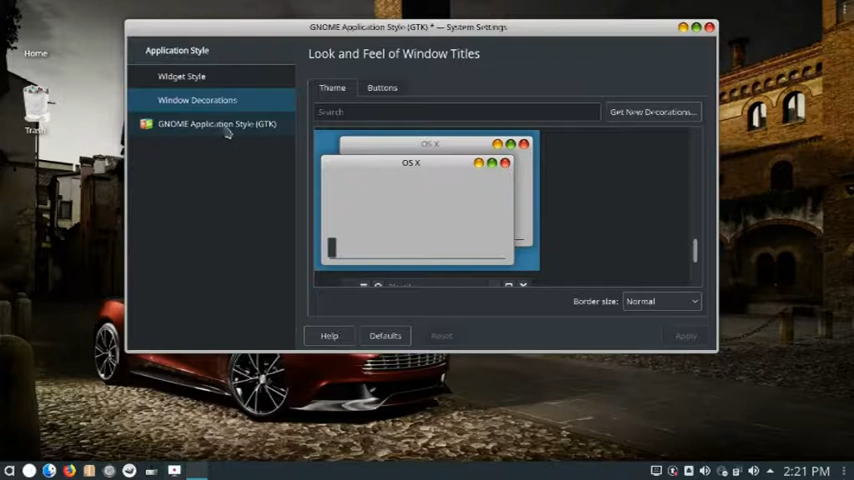 GNOME Application Style (GTK) * — System Settings
Home
Trash
Application Style
Widget Style
Window Decorations
GNOME Application Style (GTK)
Look and Feel of Window Titles
Theme
Buttons
Search
Get New Decorations...
OS X
OS X
Border size:
Normal
Help
Defaults
Reset
Apply
2:21 PM